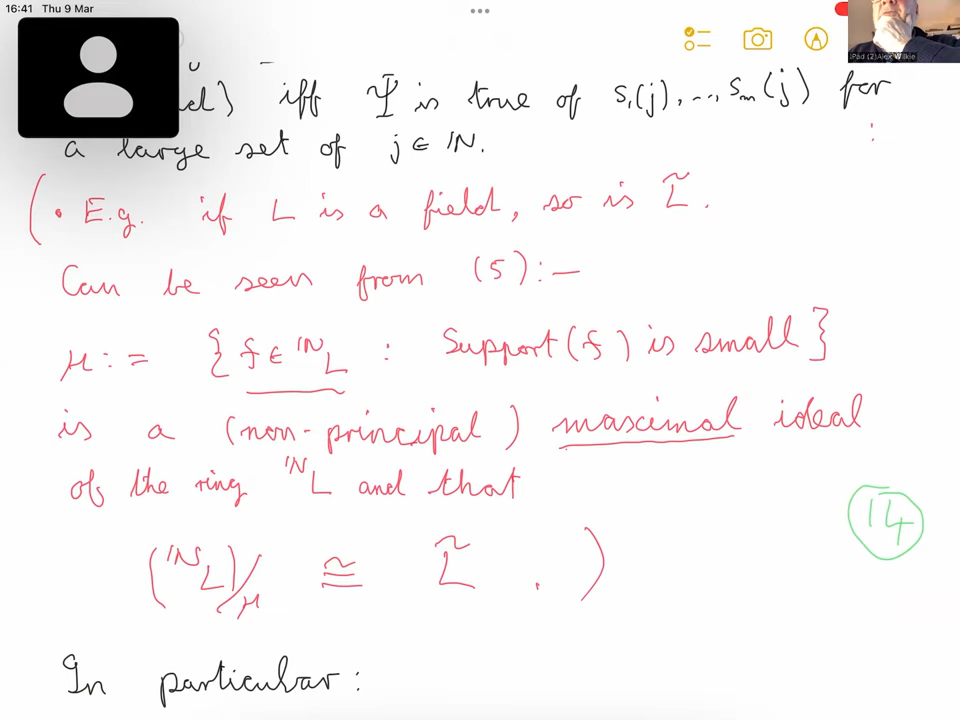 16:41 Thu 9 Mar
iPad (2)Alex Wilkie
iff Ψ is true of s₁(j), ..., sₘ(j) for
a large set of j ∈ ℕ.
( • E.g. if L is a field, so is L̃.
Can be seen from (5):—
μ := { f ∈ ᴺL : Support(f) is small }
is a (non-principal) maximal ideal
of the ring ᴺL and that
(ᴺL)/μ ≅ L̃ . )
14
In particular: